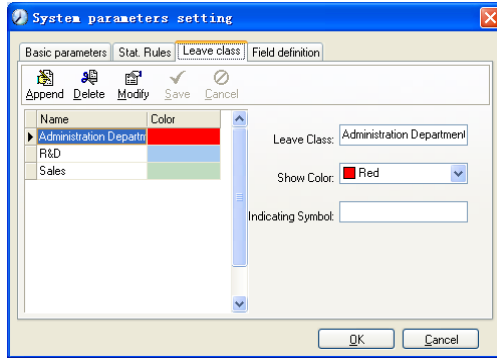 System parameters setting
Basic parameters Stat. Rules Leave class Field definition
Append Delete Modify Save Cancel
Name Color
Administration Departm
R&D
Sales
Leave Class: Administration Department
Show Color: Red
Indicating Symbol:
OK Cancel